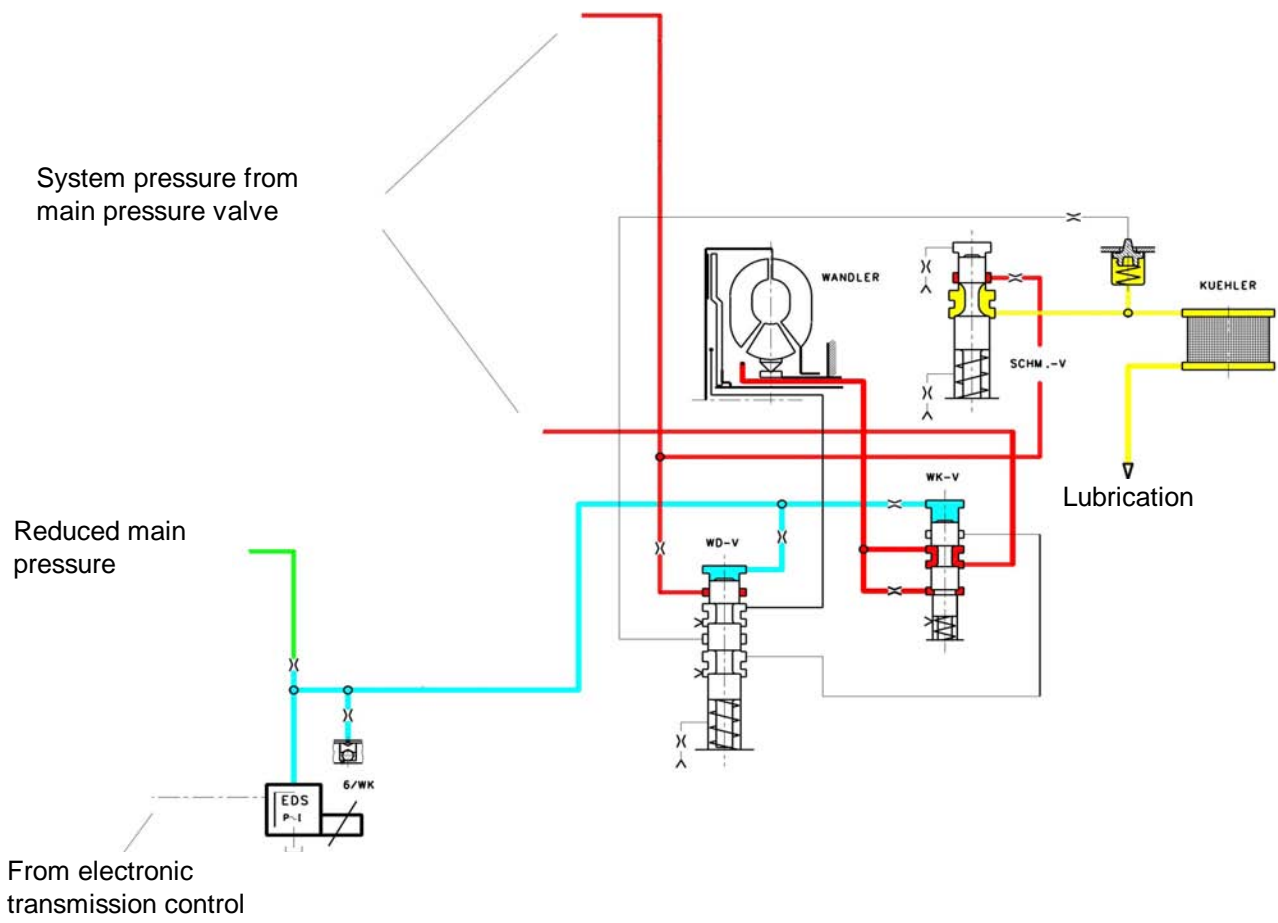 System pressure from
main pressure valve
WANDLER
KUEHLER
SCHM.-V
WK-V
Lubrication
Reduced main
pressure
WD-V
6/WK
EDS
P-I
From electronic
transmission control